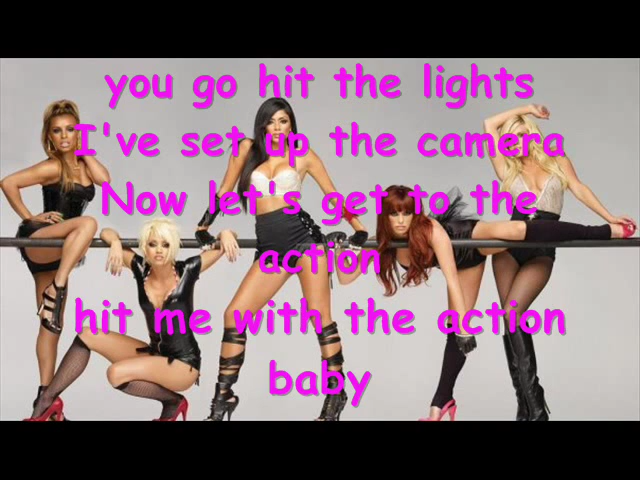 you go hit the lights
I've set up the camera
Now let's get to the
action
hit me with the action
baby